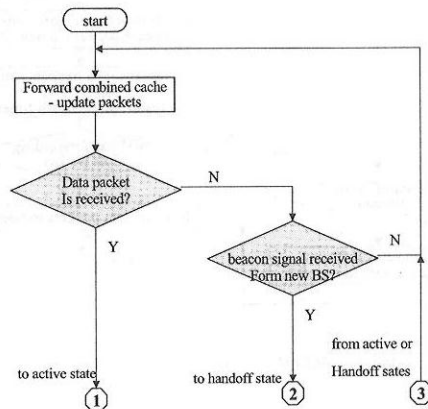 start
Forward combined cache
- update packets
Data packet
Is received?
N
Y
beacon signal received
Form new BS?
N
Y
from active or
Handoff sates
to active state
to handoff state
1
2
3